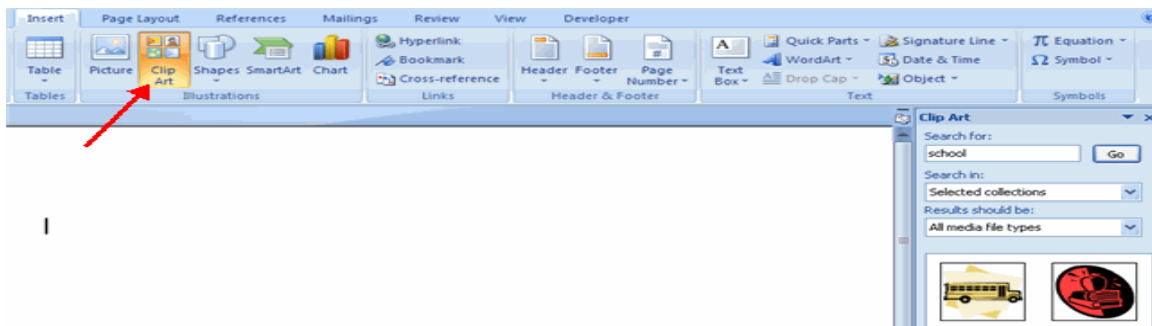 Insert Page Layout References Mailings Review View Developer
Table
Picture
Clip
Art
Shapes
SmartArt
Chart
Hyperlink
Bookmark
Cross-reference
Header
Footer
Page
Number
A
Text
Box
Quick Parts
WordArt
Drop Cap
Signature Line
Date & Time
Object
π Equation
Ω Symbol
Tables Illustrations Links Header & Footer Text Symbols
Clip Art
Search for:
school Go
Search in:
Selected collections
Results should be:
All media file types